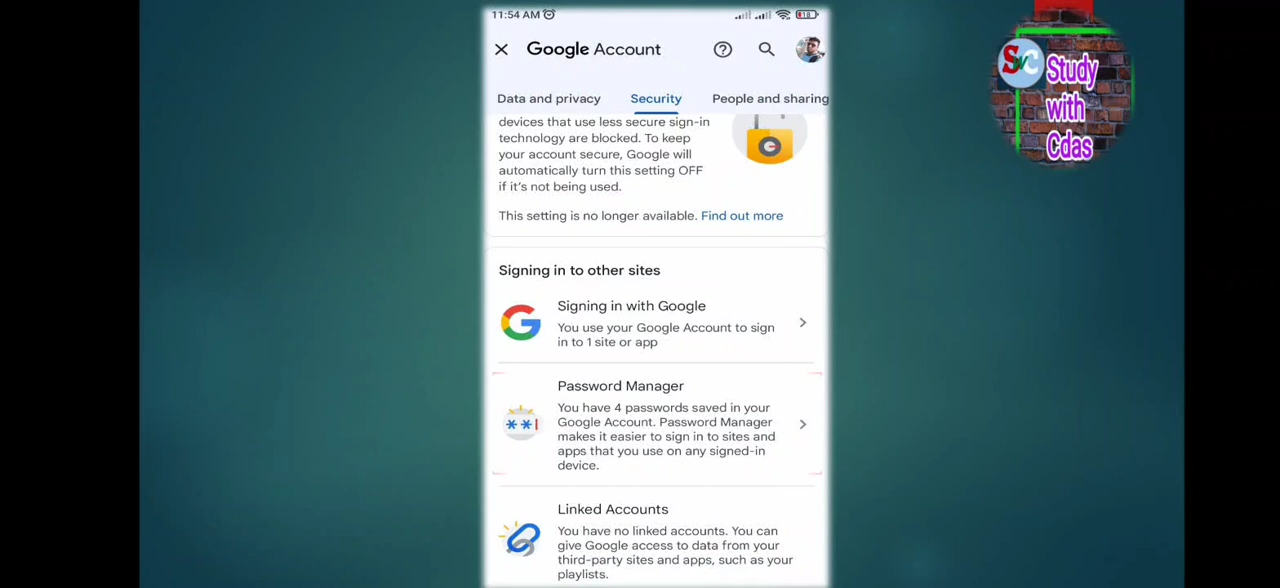 11:54 AM
18
Google Account
Data and privacy Security People and sharing
devices that use less secure sign-in
technology are blocked. To keep
your account secure, Google will
automatically turn this setting OFF
if it's not being used.
This setting is no longer available. Find out more
Signing in to other sites
Signing in with Google
You use your Google Account to sign
in to 1 site or app
Password Manager
You have 4 passwords saved in your
Google Account. Password Manager
makes it easier to sign in to sites and
apps that you use on any signed-in
device.
Linked Accounts
You have no linked accounts. You can
give Google access to data from your
third-party sites and apps, such as your
playlists.
SwC
Study
with
Cdas